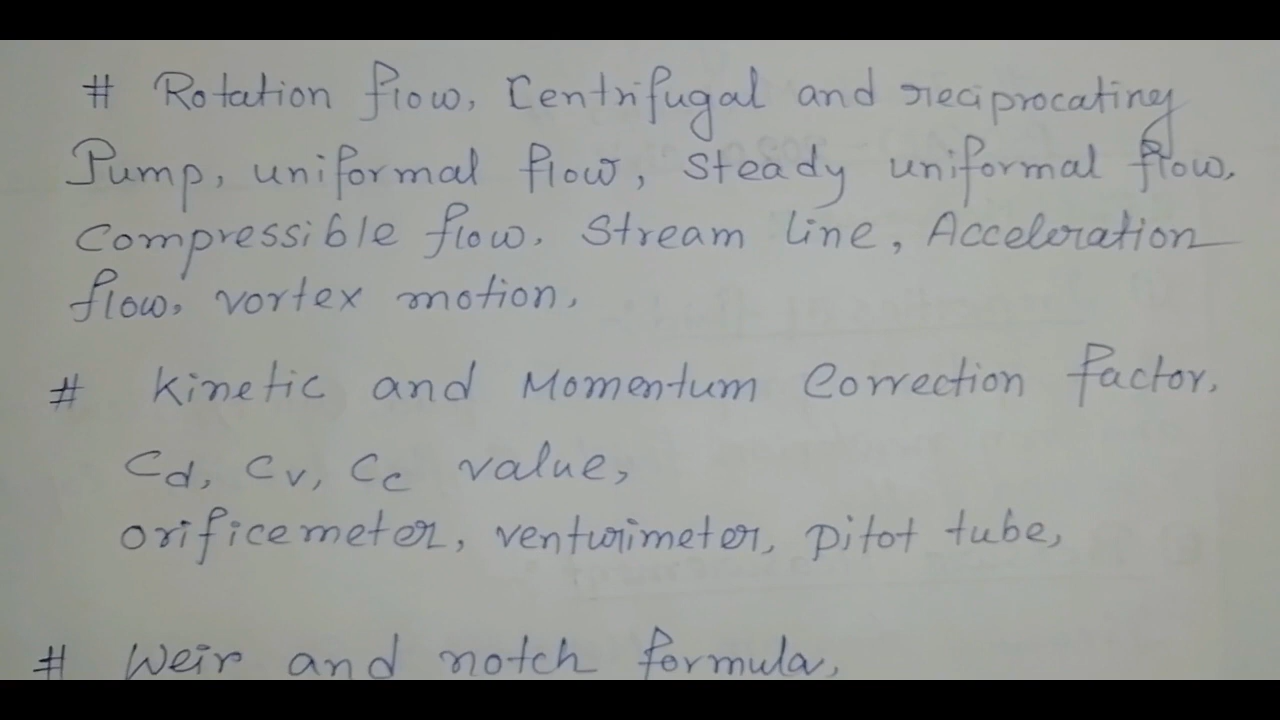 # Rotation flow, Centrifugal and reciprocating
Pump, uniformal flow, steady uniformal flow.
Compressible flow. Stream line, Acceleration
flow, vortex motion.
# Kinetic and Momentum Correction factor.
Cd, Cv, Cc value,
orificemeter, venturimeter, pitot tube,
# Weir and notch formula.